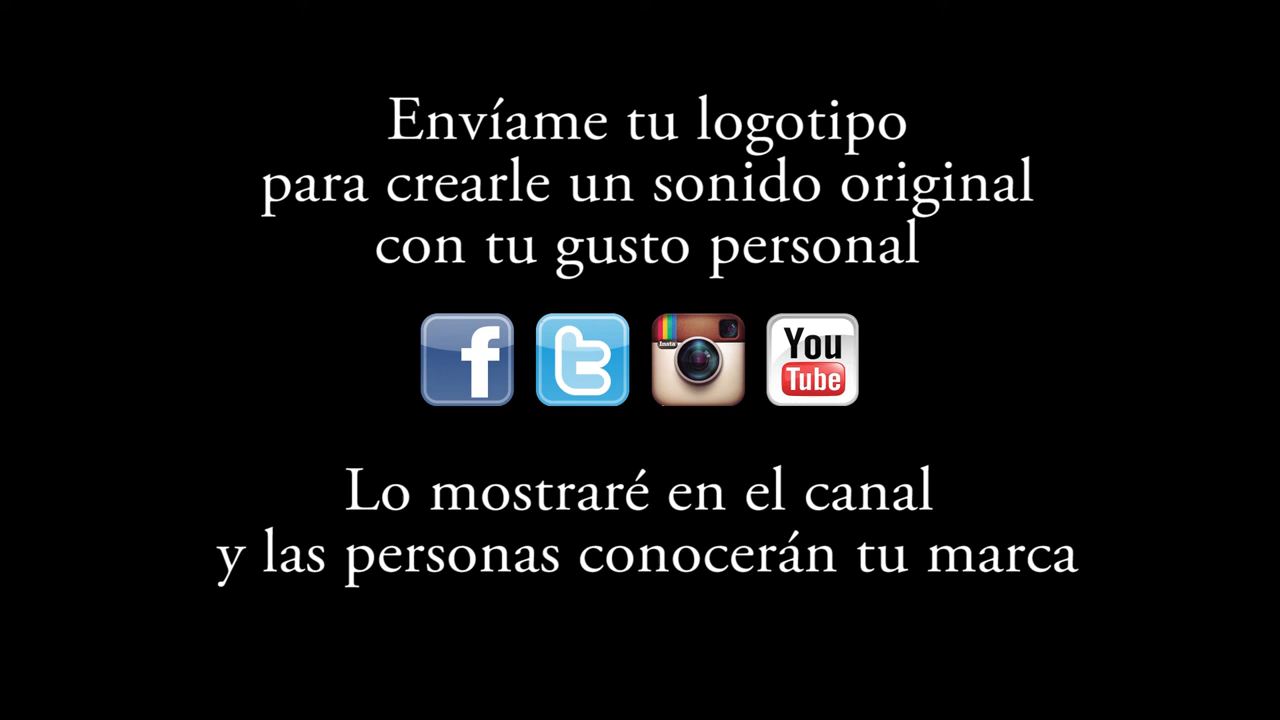 Envíame tu logotipo
para crearle un sonido original
con tu gusto personal
f t Insta You
Tube
Lo mostraré en el canal
y las personas conocerán tu marca